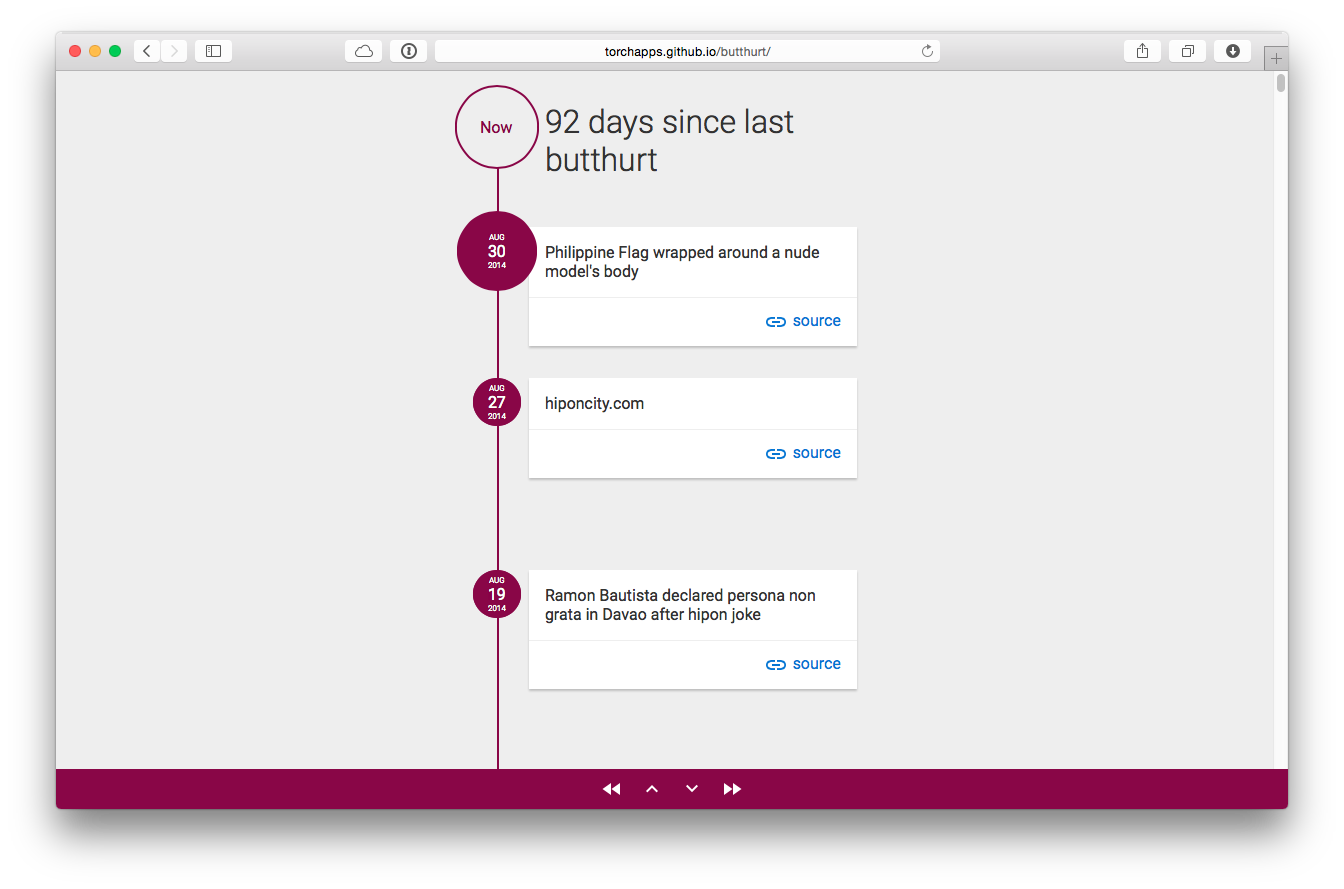 torchapps.github.io/butthurt/
Now
92 days since last
butthurt
AUG
30
2014
Philippine Flag wrapped around a nude
model's body
source
AUG
27
2014
hiponcity.com
source
AUG
19
2014
Ramon Bautista declared persona non
grata in Davao after hipon joke
source